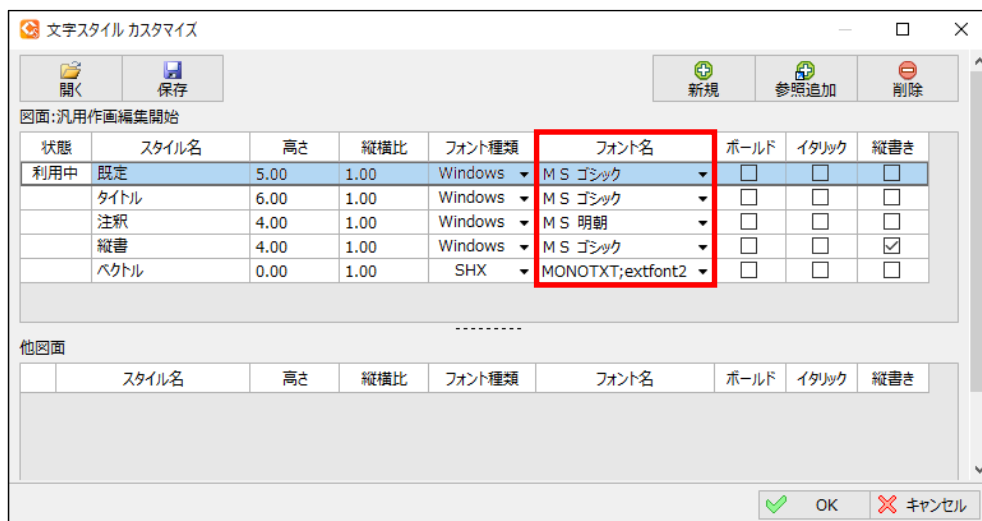 文字スタイル カスタマイズ
開く 保存 新規 参照追加 削除
図面:汎用作画編集開始
状態 スタイル名 高さ 縦横比 フォント種類 フォント名 ボールド イタリック 縦書き
利用中 既定 5.00 1.00 Windows ＭＳ ゴシック
タイトル 6.00 1.00 Windows ＭＳ ゴシック
注釈 4.00 1.00 Windows ＭＳ 明朝
縦書 4.00 1.00 Windows ＭＳ ゴシック
ベクトル 0.00 1.00 SHX MONOTXT;extfont2
他図面
スタイル名 高さ 縦横比 フォント種類 フォント名 ボールド イタリック 縦書き
OK キャンセル